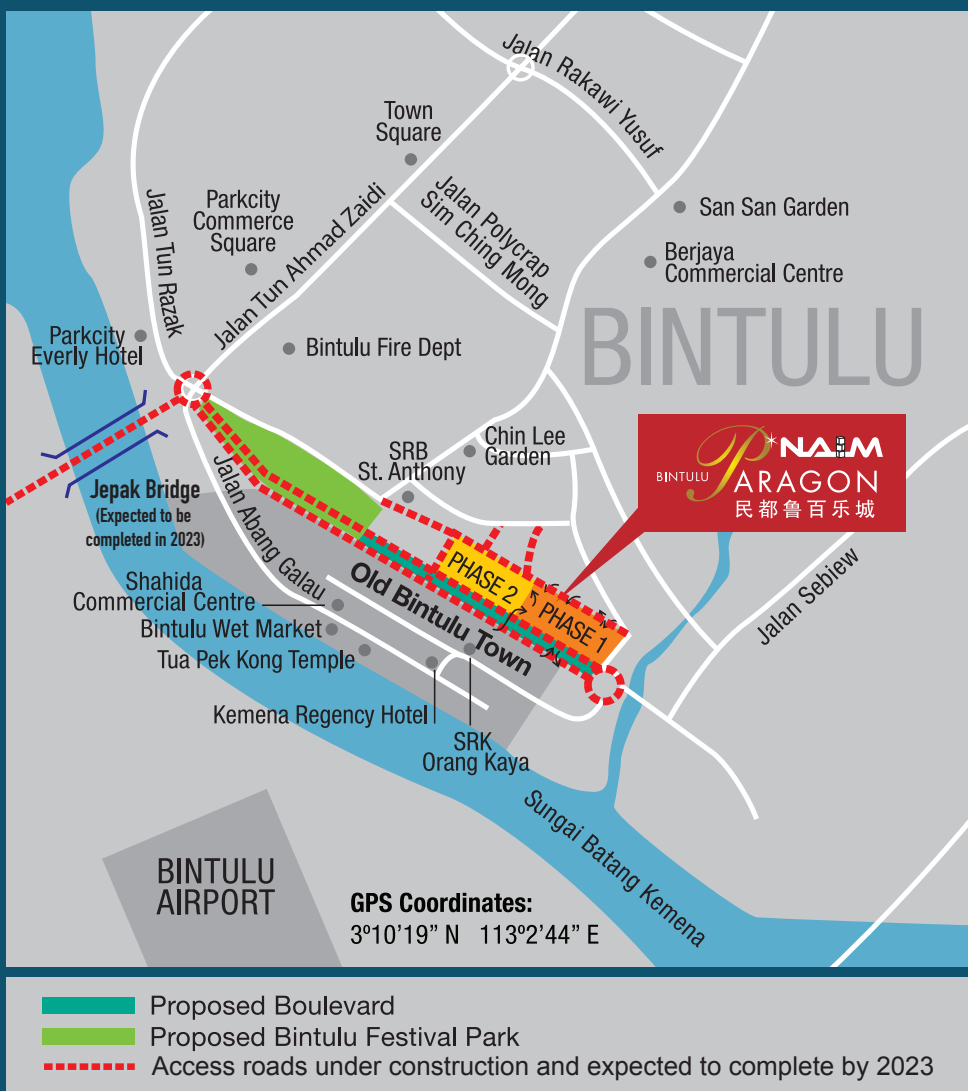 Jalan Rakawi Yusuf
Town
Square
Jalan Tun Razak
Parkcity
Commerce
Square
Jalan Tun Ahmad Zaidi
Jalan Polycrap
Sim Ching Mong
San San Garden
Berjaya
Commercial Centre
BINTULU
Parkcity
Everly Hotel
Bintulu Fire Dept
SRB
St. Anthony
Chin Lee
Garden
NAIM
BINTULU PARAGON
民都鲁百乐城
Jepak Bridge
(Expected to be
completed in 2023)
Jalan Abang Galau
Old Bintulu Town
PHASE 2
PHASE 1
Jalan Sebiew
Shahida
Commercial Centre
Bintulu Wet Market
Tua Pek Kong Temple
Kemena Regency Hotel
SRK
Orang Kaya
Sungai Batang Kemena
BINTULU
AIRPORT
GPS Coordinates:
3º10’19” N 113º2’44” E
Proposed Boulevard
Proposed Bintulu Festival Park
Access roads under construction and expected to complete by 2023